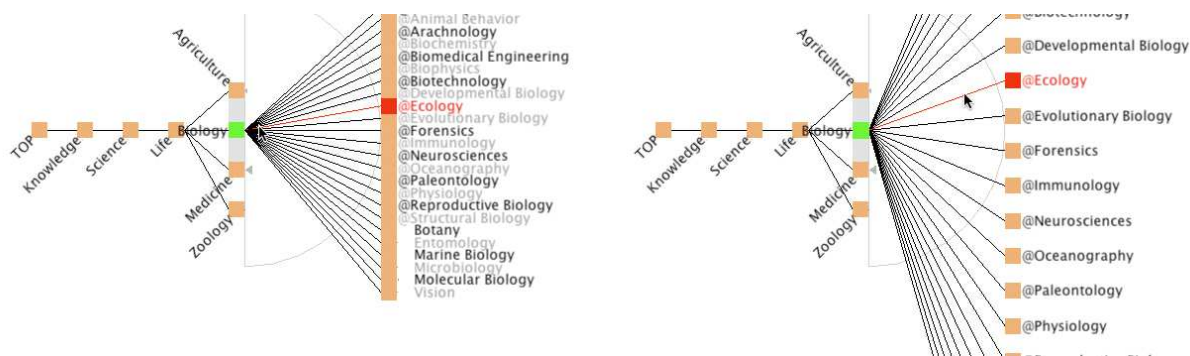 @Animal Behavior
@Arachnology
@Biochemistry
@Biomedical Engineering
@Biophysics
@Biotechnology
@Developmental Biology
@Ecology
@Evolutionary Biology
@Forensics
@Immunology
@Neurosciences
@Oceanography
@Paleontology
@Physiology
@Reproductive Biology
@Structural Biology
Botany
Entomology
Marine Biology
Microbiology
Molecular Biology
Vision
Agriculture
TOP
Knowledge
Science
Life
Biology
Medicine
Zoology
@Biotechnology
@Developmental Biology
@Ecology
@Evolutionary Biology
@Forensics
@Immunology
@Neurosciences
@Oceanography
@Paleontology
@Physiology
Agriculture
TOP
Knowledge
Science
Life
Biology
Medicine
Zoology